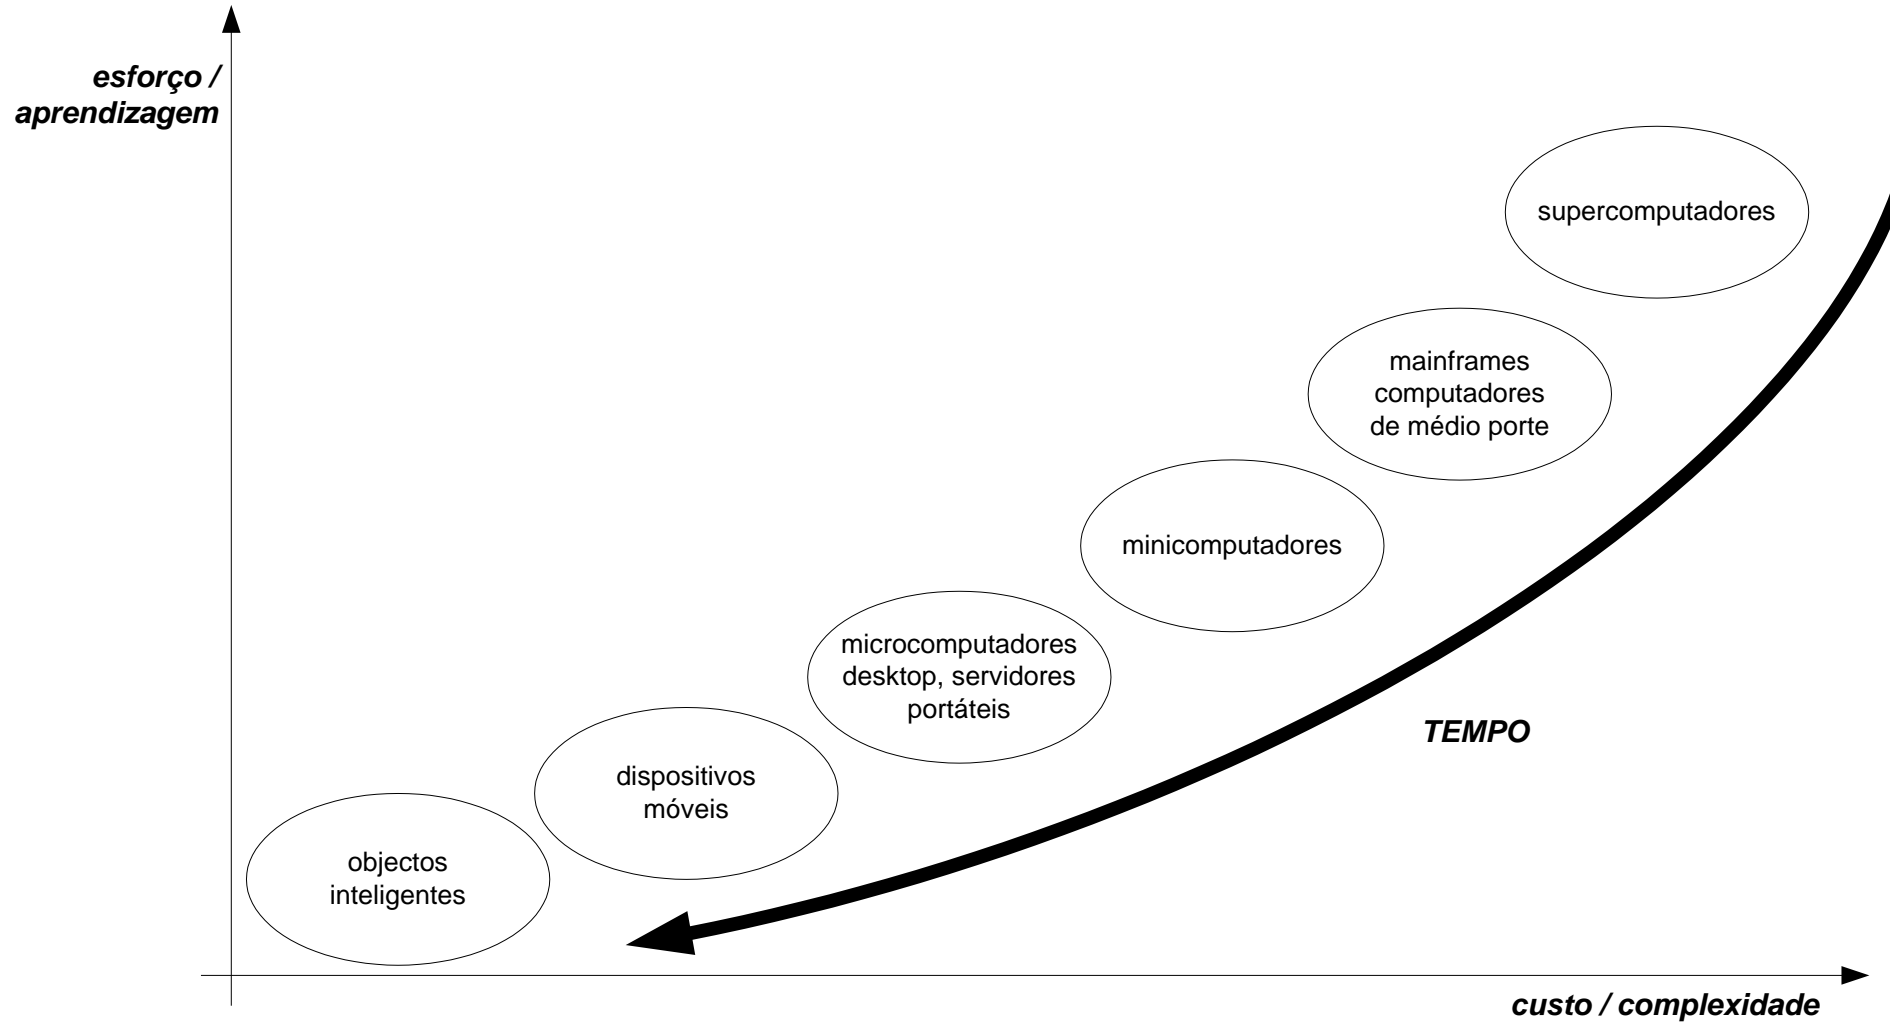 esforço /
aprendizagem
supercomputadores
mainframes
computadores
de médio porte
minicomputadores
microcomputadores
desktop, servidores
portáteis
TEMPO
dispositivos
móveis
objectos
inteligentes
custo / complexidade